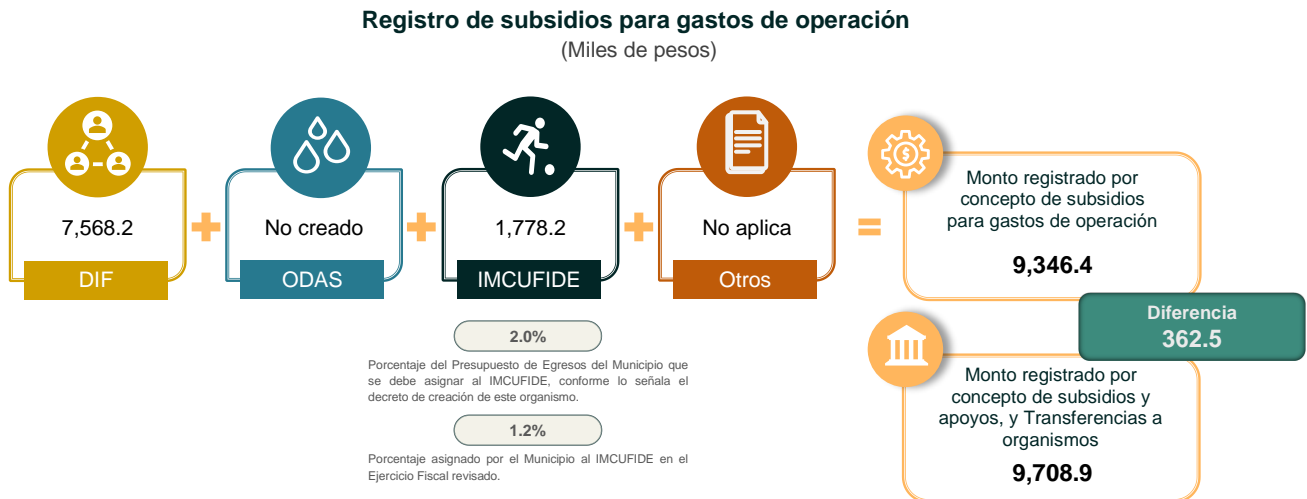 Registro de subsidios para gastos de operación
(Miles de pesos)
7,568.2
DIF
No creado
ODAS
1,778.2
IMCUFIDE
No aplica
Otros
2.0%
Porcentaje del Presupuesto de Egresos del Municipio que
se debe asignar al IMCUFIDE, conforme lo señala el
decreto de creación de este organismo.
1.2%
Porcentaje asignado por el Municipio al IMCUFIDE en el
Ejercicio Fiscal revisado.
=
Monto registrado por
concepto de subsidios
para gastos de operación
9,346.4
Diferencia
362.5
Monto registrado por
concepto de subsidios y
apoyos, y Transferencias a
organismos
9,708.9